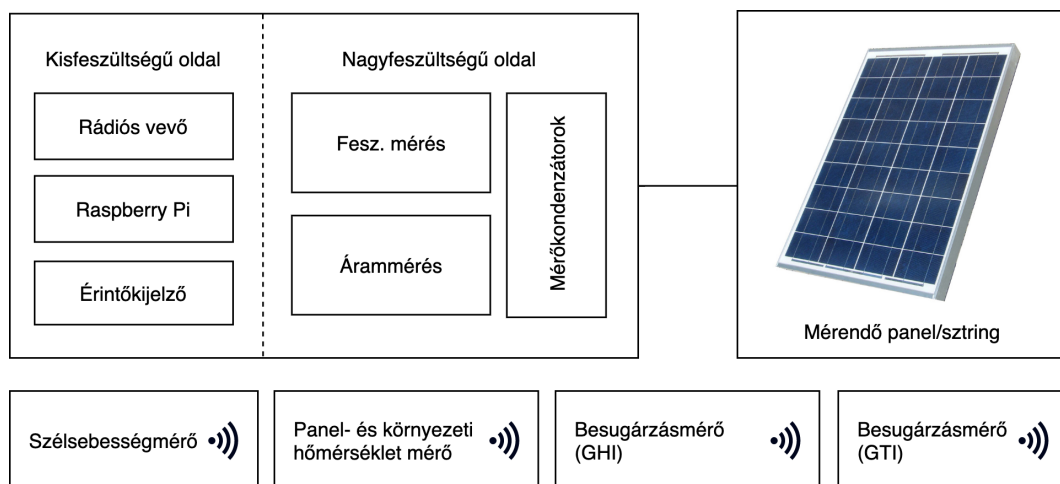 Kisfeszültségű oldal
Rádiós vevő
Raspberry Pi
Érintőkijelző
Nagyfeszültségű oldal
Fesz. mérés
Árammérés
Mérőkondenzátorok
Mérendő panel/sztring
Szélsebességmérő
Panel- és környezeti
hőmérséklet mérő
Besugárzásmérő
(GHI)
Besugárzásmérő
(GTI)